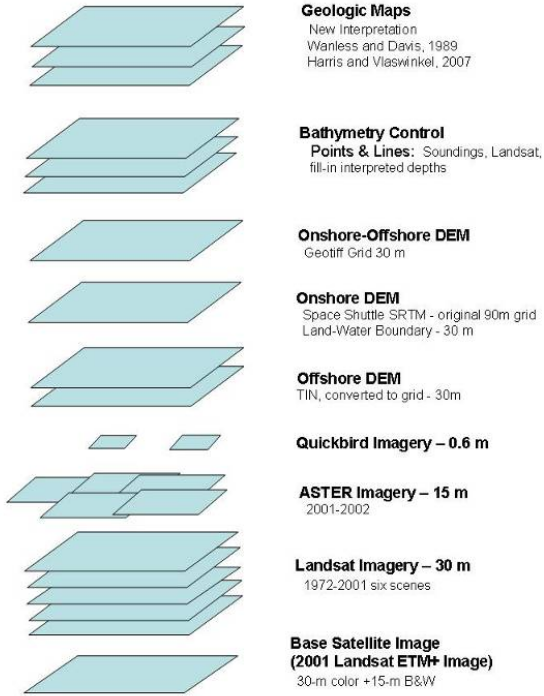 Geologic Maps
New Interpretation
Wanless and Davis, 1989
Harris and Vlaswinkel, 2007
Bathymetry Control
Points & Lines: Soundings, Landsat,
fill-in interpreted depths
Onshore-Offshore DEM
Geotiff Grid 30 m
Onshore DEM
Space Shuttle SRTM - original 90m grid
Land-Water Boundary - 30 m
Offshore DEM
TIN, converted to grid - 30m
Quickbird Imagery – 0.6 m
ASTER Imagery – 15 m
2001-2002
Landsat Imagery – 30 m
1972-2001 six scenes
Base Satellite Image
(2001 Landsat ETM+ Image)
30-m color +15-m B&W